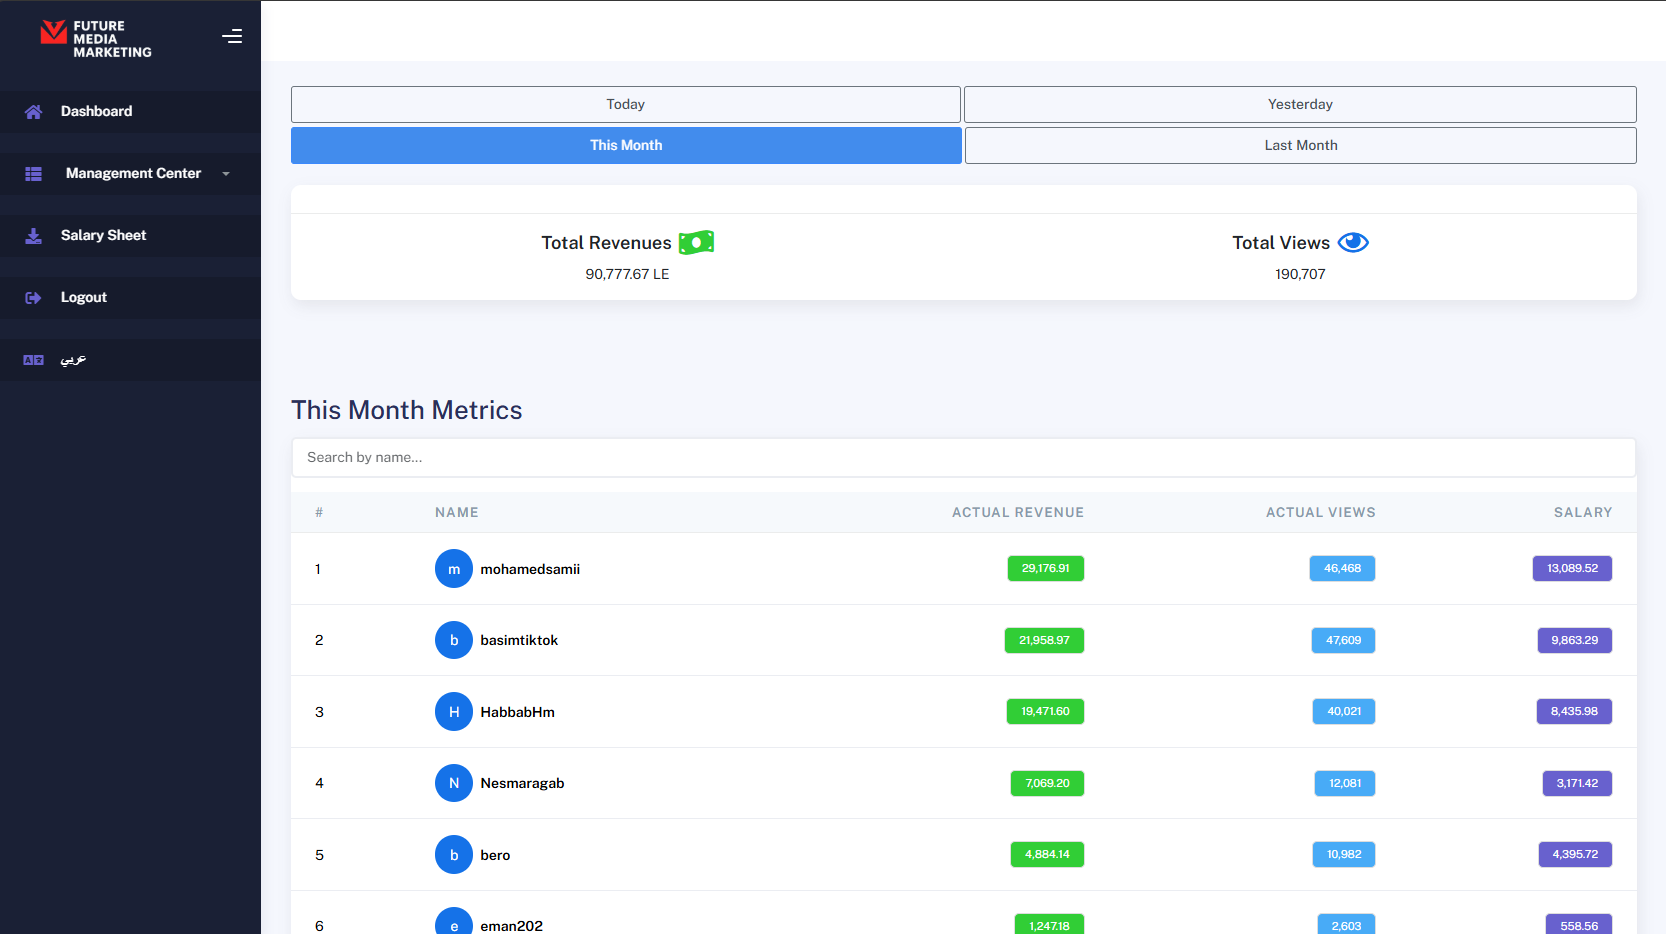 FUTURE
MEDIA
MARKETING
Dashboard
Management Center
Salary Sheet
Logout
عربي
Today
Yesterday
This Month
Last Month
Total Revenues
90,777.67 LE
Total Views
190,707
This Month Metrics
Search by name...
# NAME ACTUAL REVENUE ACTUAL VIEWS SALARY
1 m mohamedsamii 29,176.91 46,468 13,089.52
2 b basimtiktok 21,958.97 47,609 9,863.29
3 H HabbabHm 19,471.60 40,021 8,435.98
4 N Nesmaragab 7,069.20 12,081 3,171.42
5 b bero 4,884.14 10,982 4,395.72
6 e eman202 1,247.18 2,603 558.56